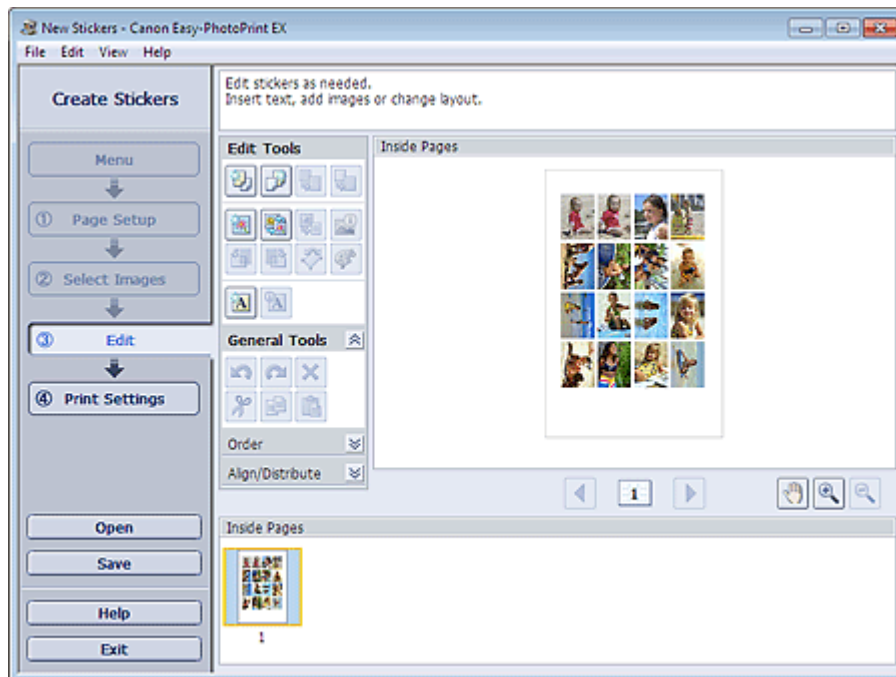 New Stickers - Canon Easy-PhotoPrint EX
File Edit View Help
Create Stickers
Menu
① Page Setup
② Select Images
③ Edit
④ Print Settings
Open
Save
Help
Exit
Edit stickers as needed.
Insert text, add images or change layout.
Edit Tools
A A
General Tools
Order
Align/Distribute
Inside Pages
1
Inside Pages
1